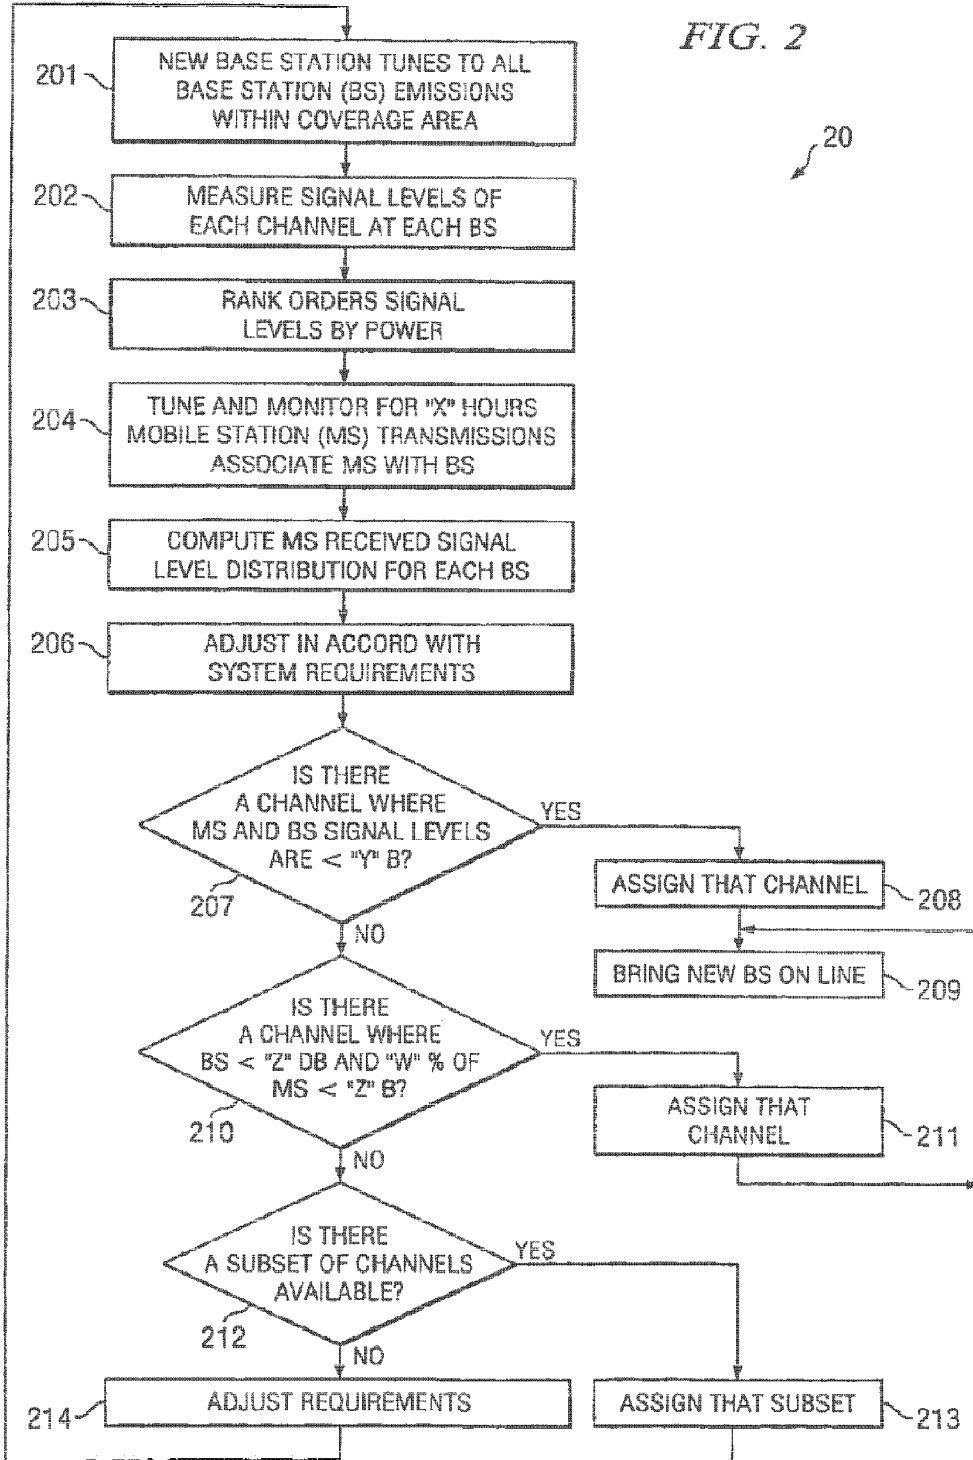 FIG. 2
20
201
NEW BASE STATION TUNES TO ALL
BASE STATION (BS) EMISSIONS
WITHIN COVERAGE AREA
202
MEASURE SIGNAL LEVELS OF
EACH CHANNEL AT EACH BS
203
RANK ORDERS SIGNAL
LEVELS BY POWER
204
TUNE AND MONITOR FOR "X" HOURS
MOBILE STATION (MS) TRANSMISSIONS
ASSOCIATE MS WITH BS
205
COMPUTE MS RECEIVED SIGNAL
LEVEL DISTRIBUTION FOR EACH BS
206
ADJUST IN ACCORD WITH
SYSTEM REQUIREMENTS
IS THERE
A CHANNEL WHERE
MS AND BS SIGNAL LEVELS
ARE < "Y" B?
207
YES
NO
ASSIGN THAT CHANNEL
208
BRING NEW BS ON LINE
209
IS THERE
A CHANNEL WHERE
BS < "Z" DB AND "W" % OF
MS < "Z" B?
210
YES
NO
ASSIGN THAT
CHANNEL
211
IS THERE
A SUBSET OF CHANNELS
AVAILABLE?
212
YES
NO
214
ADJUST REQUIREMENTS
ASSIGN THAT SUBSET
213